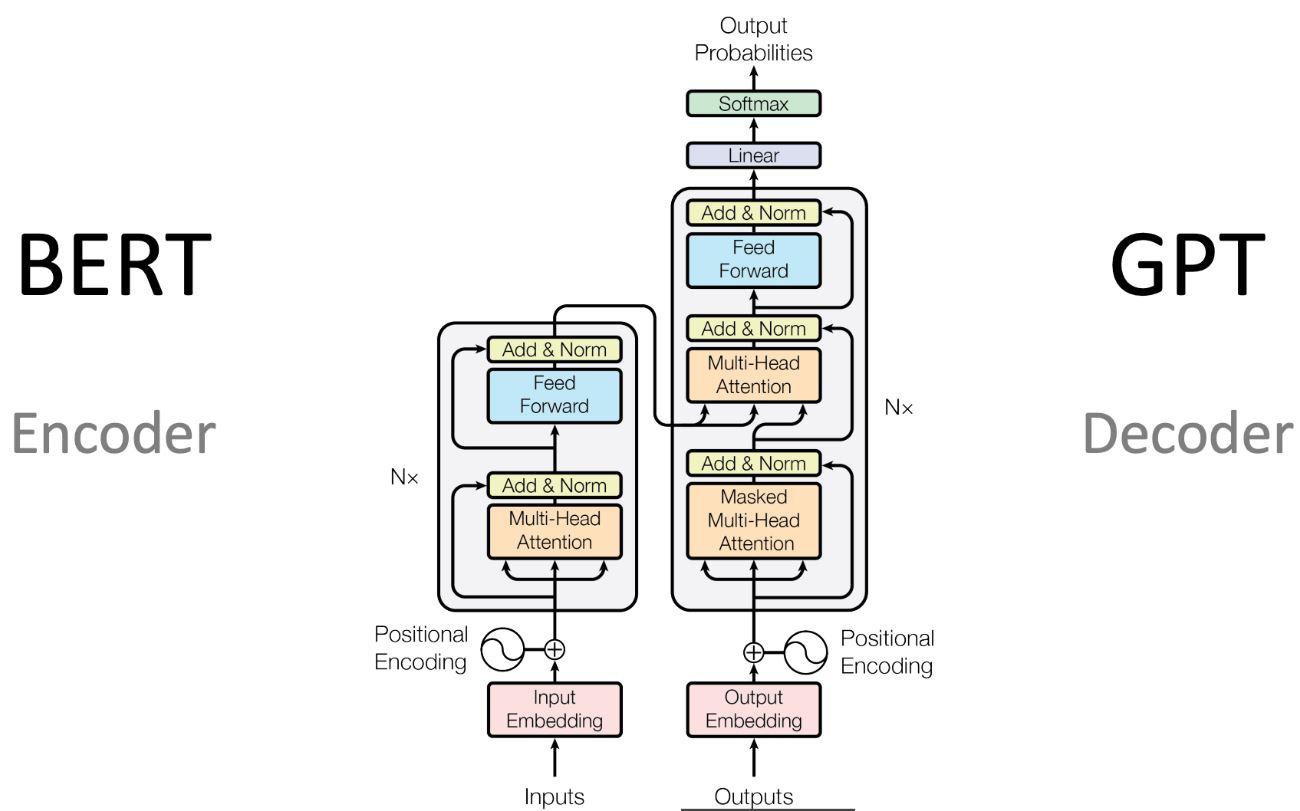 BERT
Encoder
Output
Probabilities
Softmax
Linear
Add & Norm
Feed
Forward
Add & Norm
Multi-Head
Attention
Add & Norm
Masked
Multi-Head
Attention
N×
Positional
Encoding
Output
Embedding
Outputs
Add & Norm
Feed
Forward
Add & Norm
Multi-Head
Attention
N×
Positional
Encoding
Input
Embedding
Inputs
GPT
Decoder